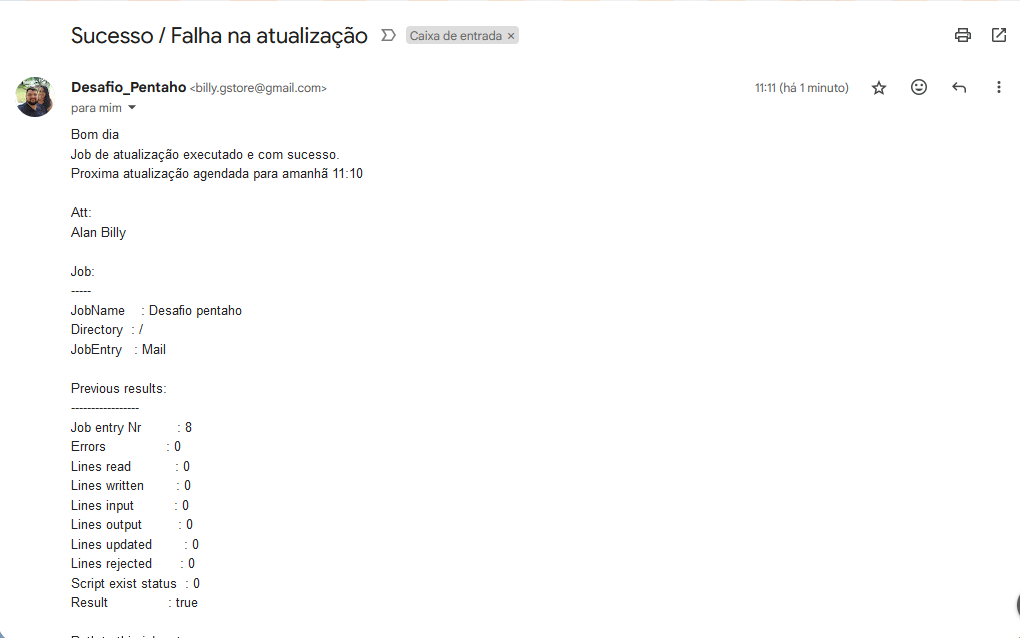 Sucesso / Falha na atualização Caixa de entrada ×
Desafio_Pentaho <billy.gstore@gmail.com> 11:11 (há 1 minuto)
para mim
Bom dia
Job de atualização executado e com sucesso.
Proxima atualização agendada para amanhã 11:10
Att:
Alan Billy
Job:
-----
JobName : Desafio pentaho
Directory : /
JobEntry : Mail
Previous results:
-----------------
Job entry Nr : 8
Errors : 0
Lines read : 0
Lines written : 0
Lines input : 0
Lines output : 0
Lines updated : 0
Lines rejected : 0
Script exist status : 0
Result : true